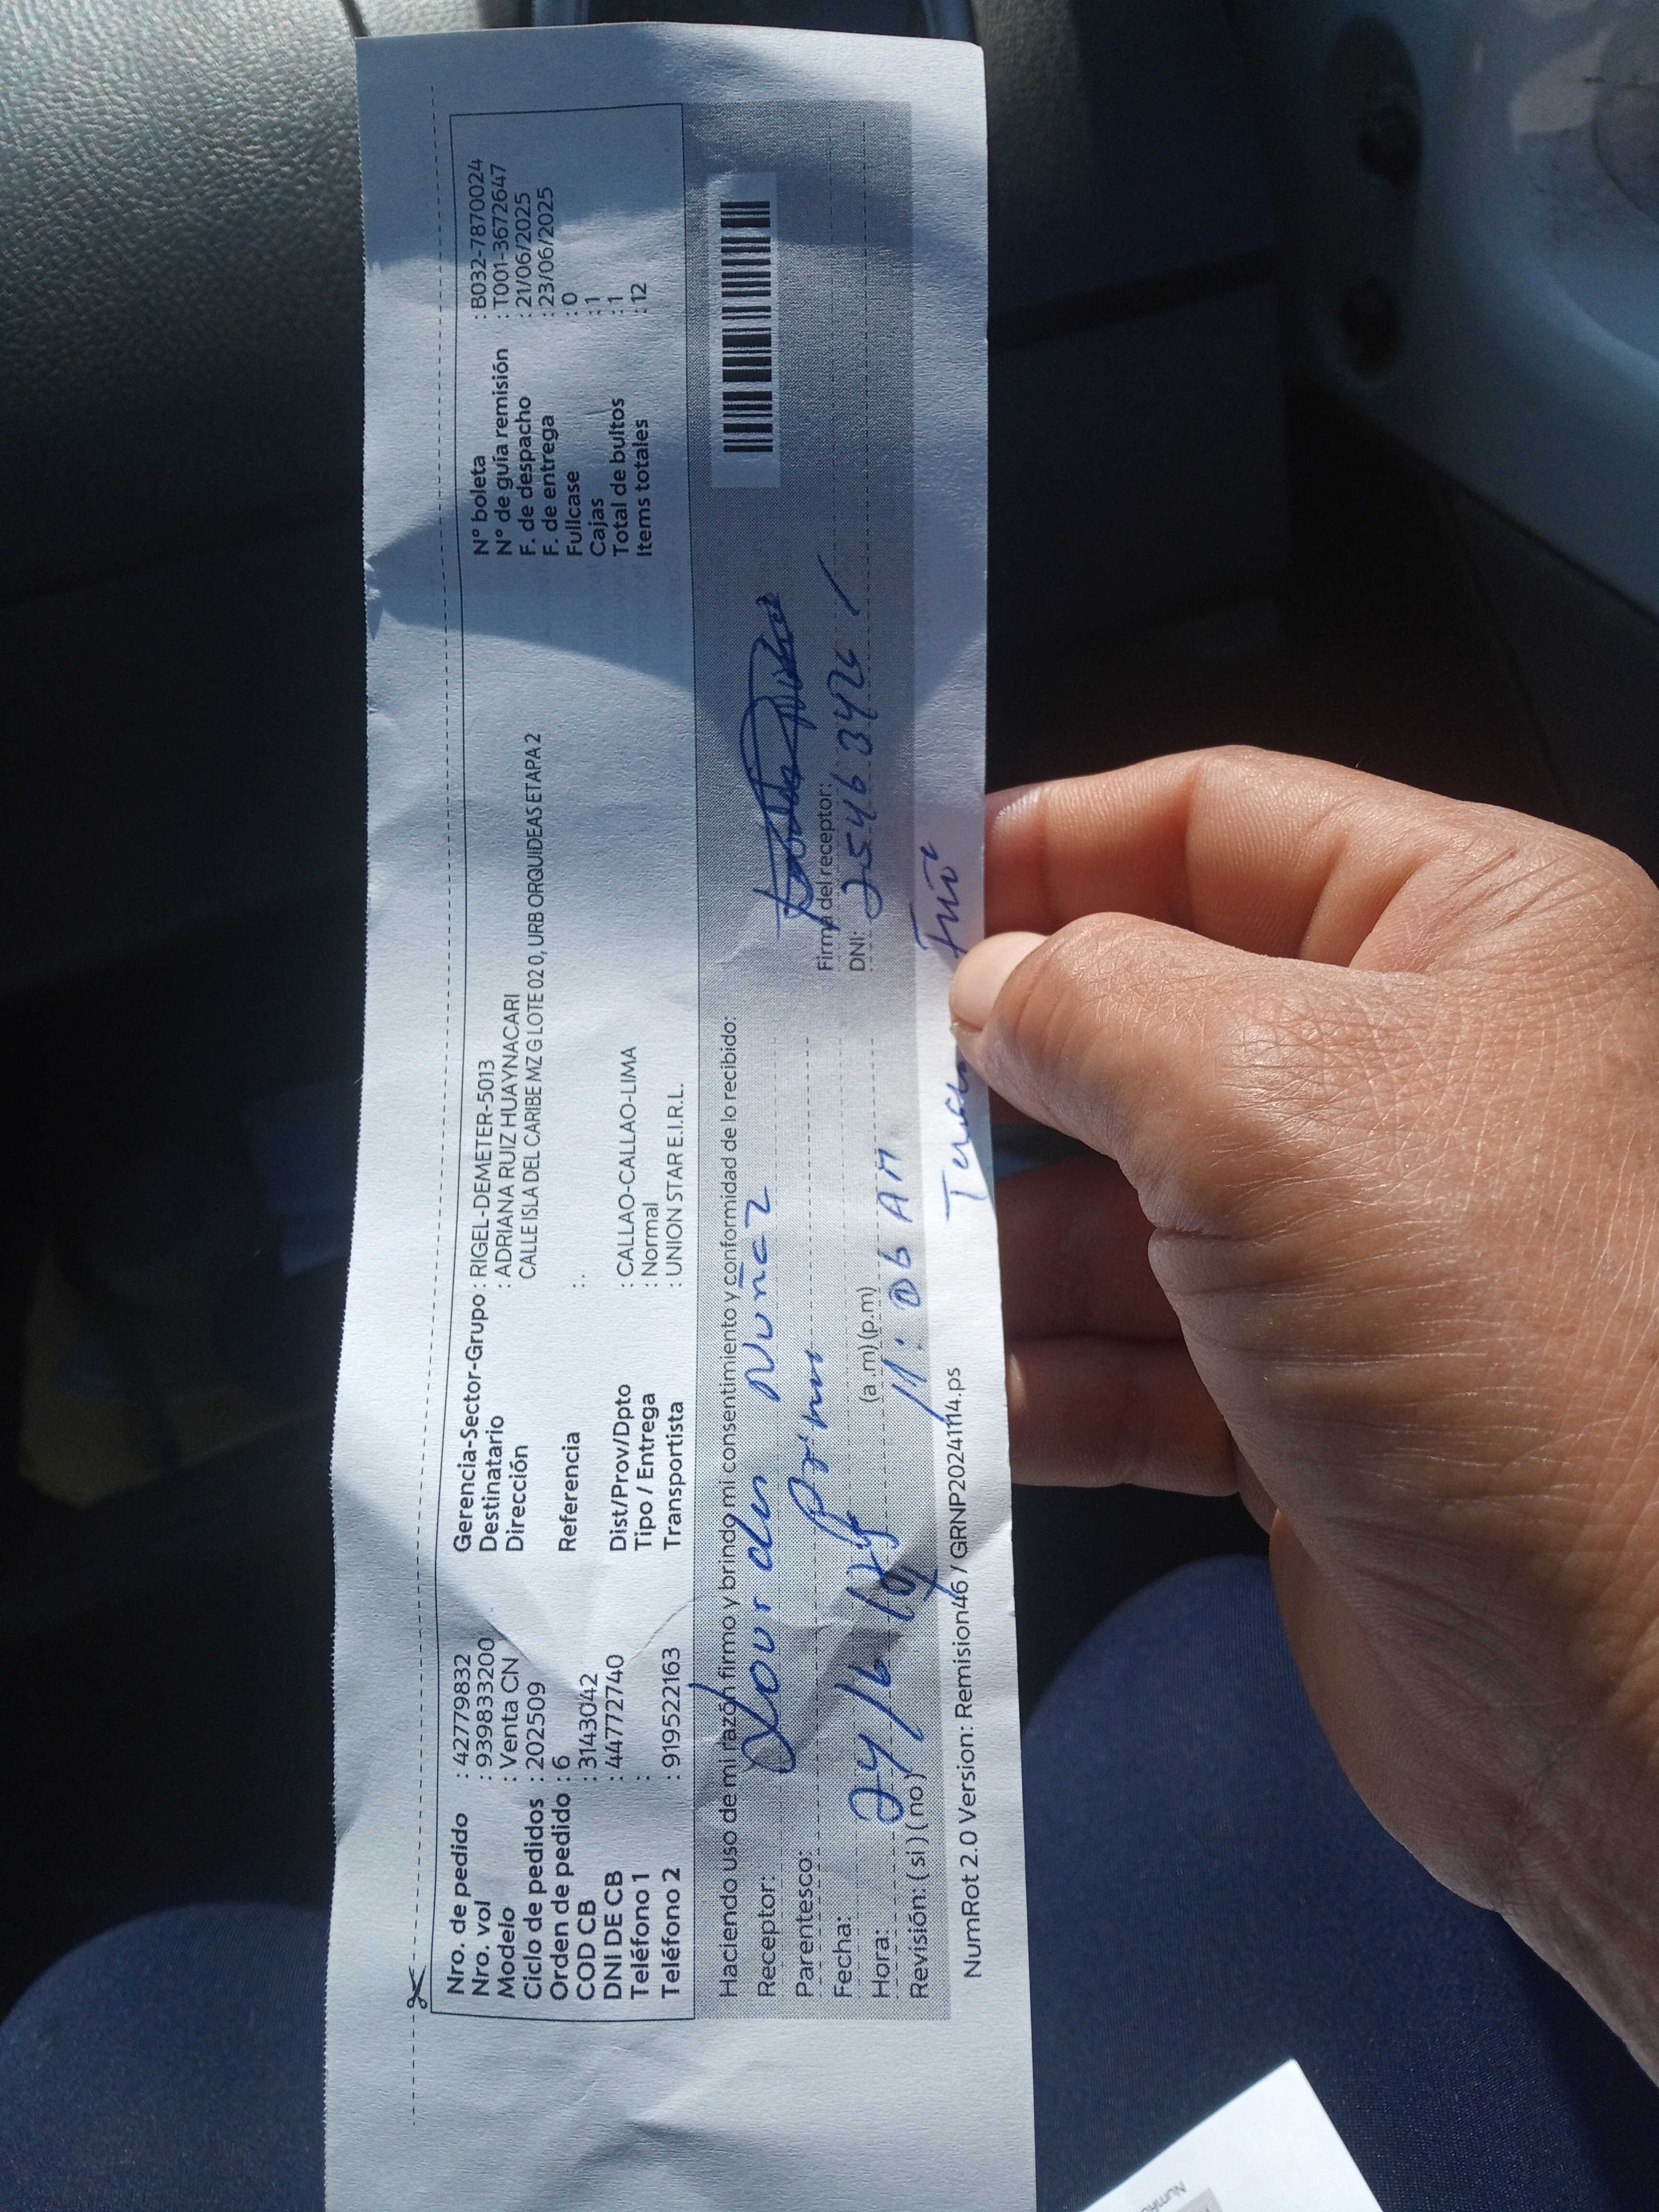 Nro. de pedido : 42779832
Nro. vol : 939833200
Modelo : Venta CN
Ciclo de pedidos : 202509
Orden de pedido : 6
COD CB : 3143042
DNI DE CB : 44772740
Teléfono 1 :
Teléfono 2 : 919522163
Gerencia-Sector-Grupo : RIGEL-DEMETER-5013
Destinatario : ADRIANA RUIZ HUAYNACARI
Dirección CALLE ISLA DEL CARIBE MZ G LOTE 02 0, URB ORQUIDEAS ETAPA 2
Referencia :.
Dist/Prov/Dpto : CALLAO-CALLAO-LIMA
Tipo / Entrega : Normal
Transportista : UNION STAR E.I.R.L.
N° boleta : B032-7870024
N° de guía remisión : T001-3672647
F. de despacho : 21/06/2025
F. de entrega : 23/06/2025
Fullcase : 0
Cajas : 1
Total de bultos : 1
Items totales : 12
Haciendo uso de mi razón firmo y brindo mi consentimiento y conformidad de lo recibido:
Receptor: Lourdes Nuñez
Parentesco:
Fecha: 24/6/
Hora: (a.m) (p.m) 11:06 AM
Revisión: ( si ) ( no )
Firma del receptor:
DNI: 25463424
NumRot 2.0 Version: Remision46 / GRNP20241114.ps